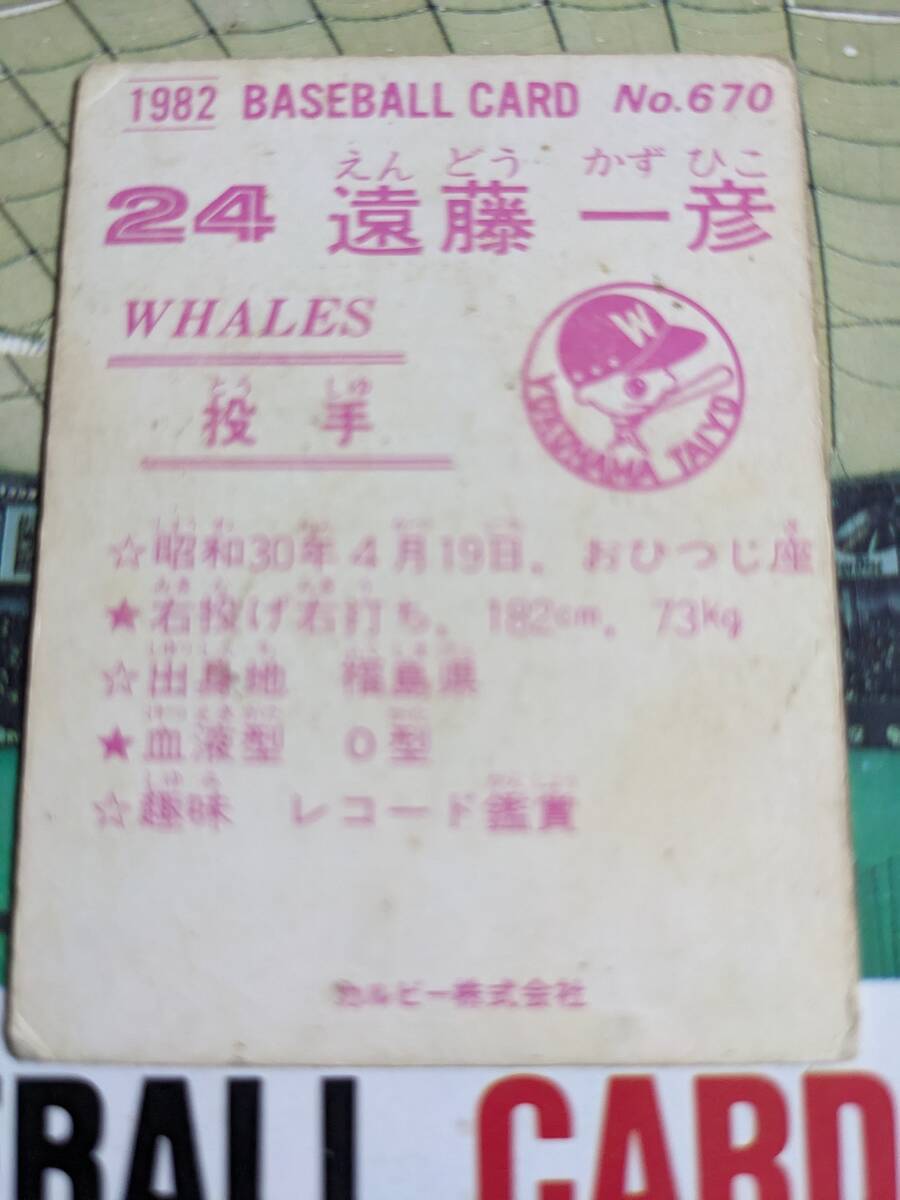 1982 BASEBALL CARD No.670
えん どう かず ひこ
24 遠藤 一彦
WHALES
とう しゅ
投 手
YOKOHAMA TAIYO
W
☆昭和30年4月19日、おひつじ座
★右投げ右打ち、182cm、73kg
☆出身地 福島県
★血液型 O型
☆趣味 レコード鑑賞
カルビー株式会社
BALL CARD